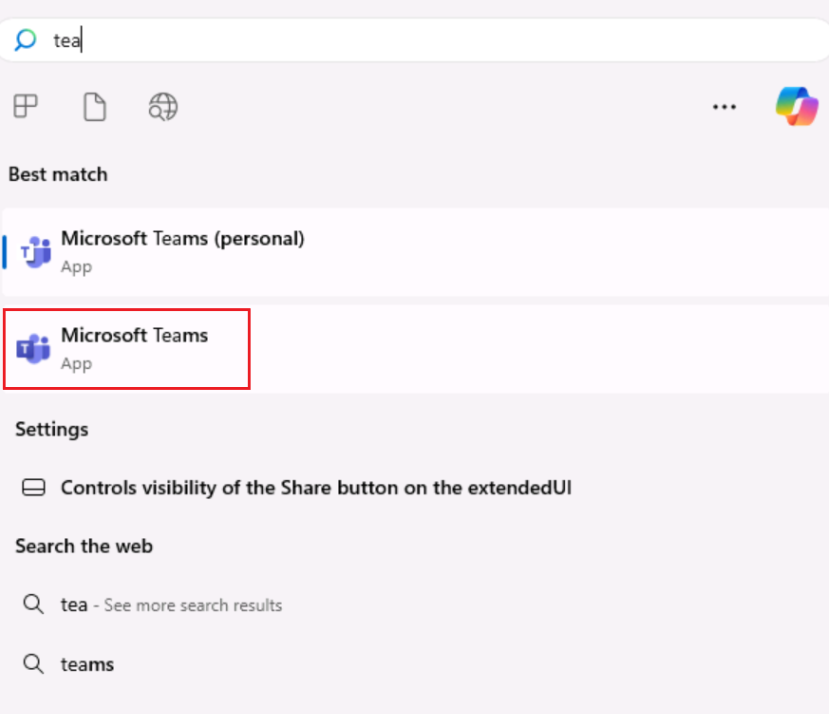 tea
Best match
Microsoft Teams (personal)
App
Microsoft Teams
App
Settings
Controls visibility of the Share button on the extendedUI
Search the web
tea - See more search results
teams